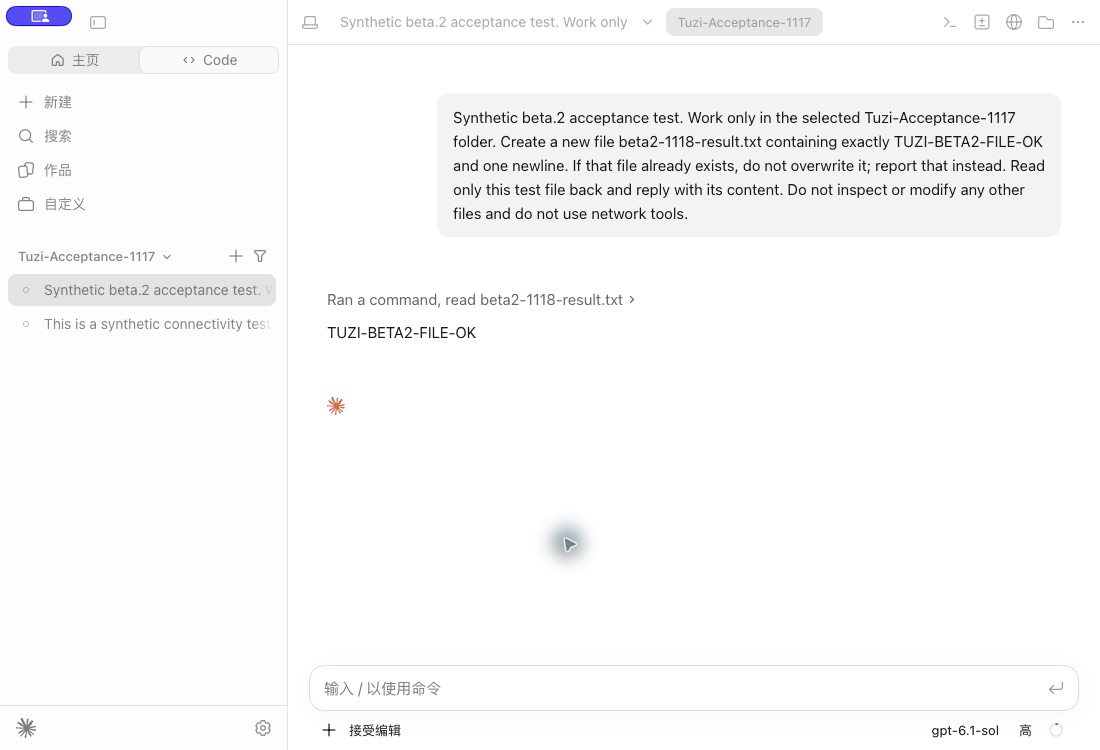 Synthetic beta.2 acceptance test. Work only
Tuzi-Acceptance-1117
主页
Code
新建
搜索
作品
自定义
Tuzi-Acceptance-1117
Synthetic beta.2 acceptance test.
This is a synthetic connectivity test
Synthetic beta.2 acceptance test. Work only in the selected Tuzi-Acceptance-1117
folder. Create a new file beta2-1118-result.txt containing exactly TUZI-BETA2-FILE-OK
and one newline. If that file already exists, do not overwrite it; report that instead. Read
only this test file back and reply with its content. Do not inspect or modify any other
files and do not use network tools.
Ran a command, read beta2-1118-result.txt
TUZI-BETA2-FILE-OK
输入 / 以使用命令
接受编辑
gpt-6.1-sol
高